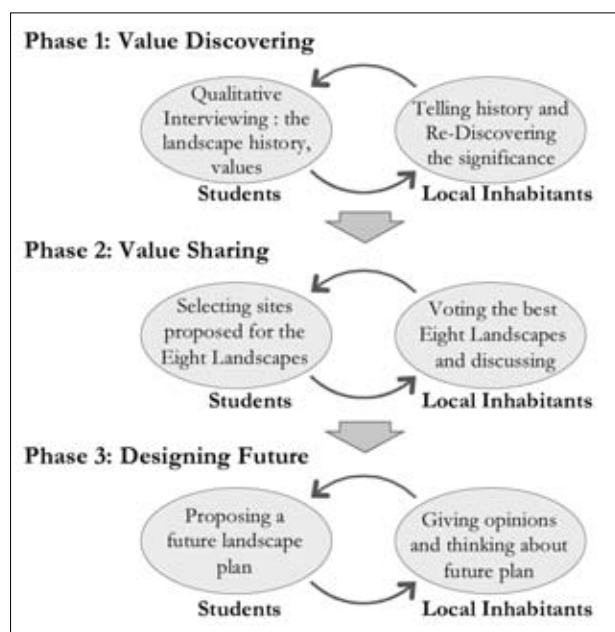 Phase 1: Value Discovering
Qualitative
Interviewing : the
landscape history,
values
Students
Telling history and
Re-Discovering
the significance
Local Inhabitants
Phase 2: Value Sharing
Selecting sites
proposed for the
Eight Landscapes
Students
Voting the best
Eight Landscapes
and discussing
Local Inhabitants
Phase 3: Designing Future
Proposing a
future landscape
plan
Students
Giving opinions
and thinking about
future plan
Local Inhabitants